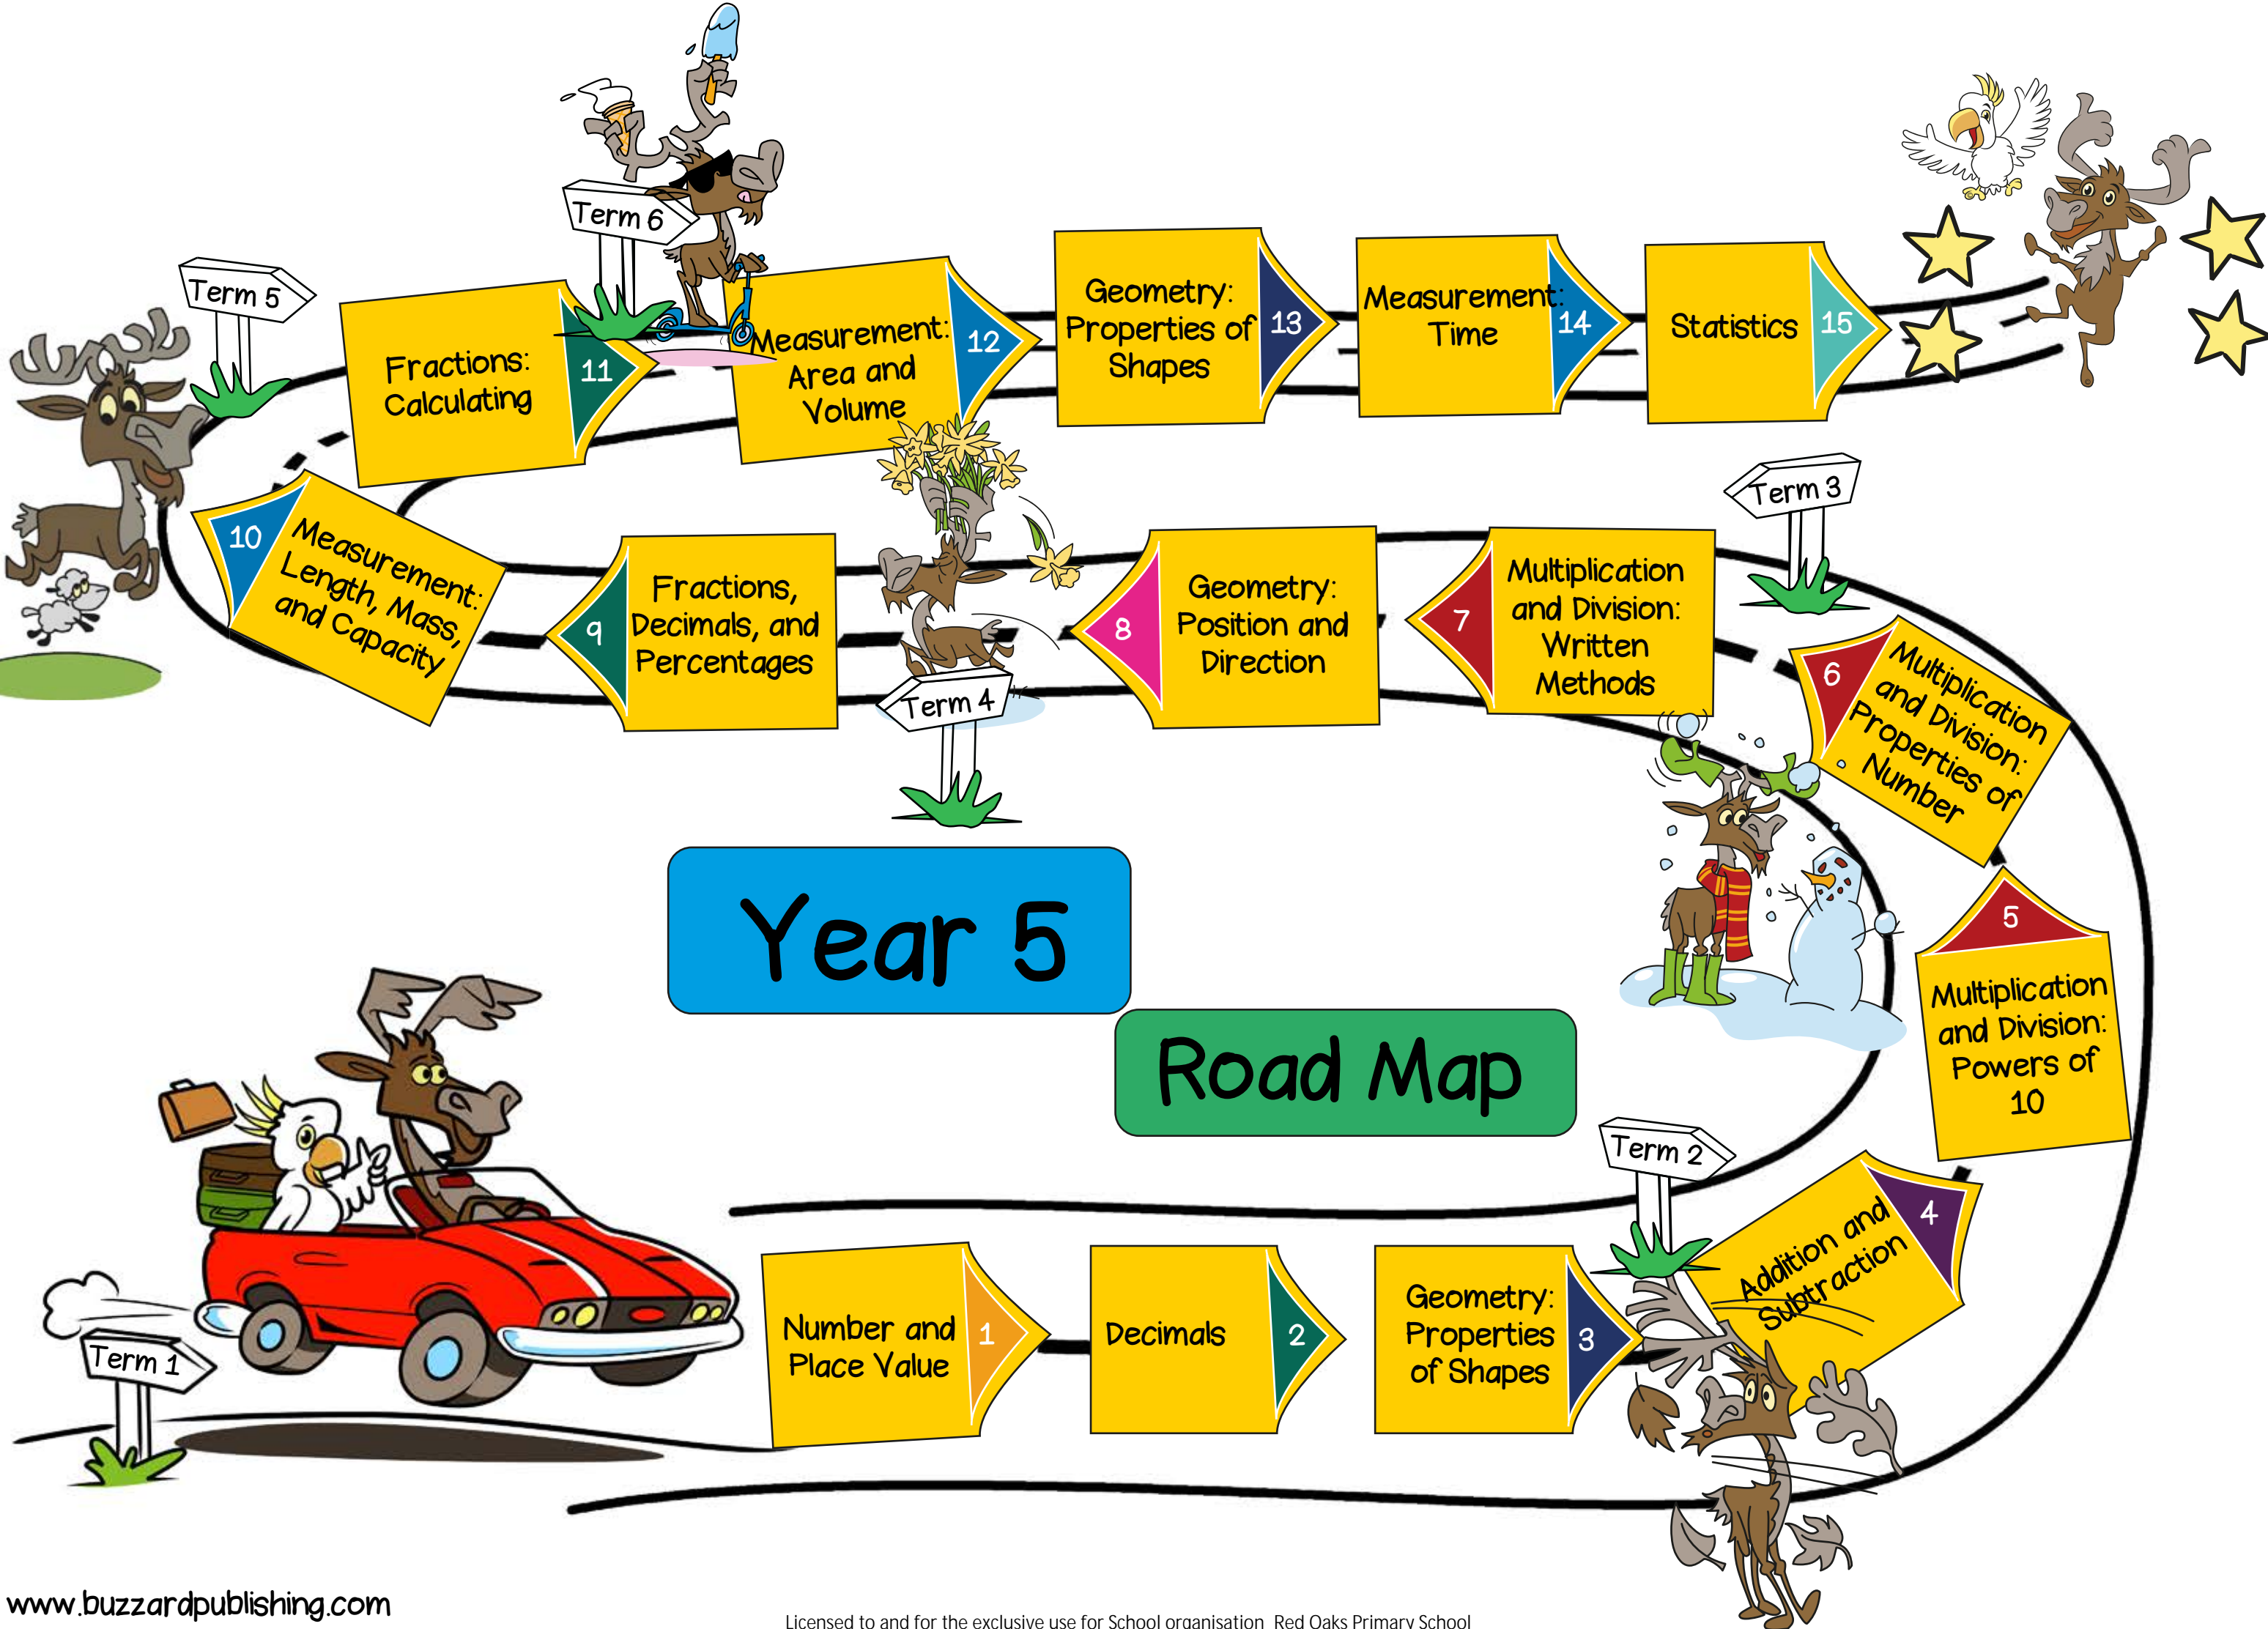 Term 1
Number and
Place Value
1
Decimals
2
Geometry:
Properties
of Shapes
3
Term 2
Addition and
Subtraction
4
5
Multiplication
and Division:
Powers of
10
6
Multiplication
and Division:
Properties of
Number
Term 3
7
Multiplication
and Division:
Written
Methods
8
Geometry:
Position and
Direction
Term 4
9
Fractions,
Decimals, and
Percentages
10
Measurement:
Length, Mass,
and Capacity
Term 5
Fractions:
Calculating
11
Term 6
Measurement:
Area and
Volume
12
Geometry:
Properties of
Shapes
13
Measurement:
Time
14
Statistics
15
Year 5
Road Map
www.buzzardpublishing.com
Licensed to and for the exclusive use for School organisation Red Oaks Primary School